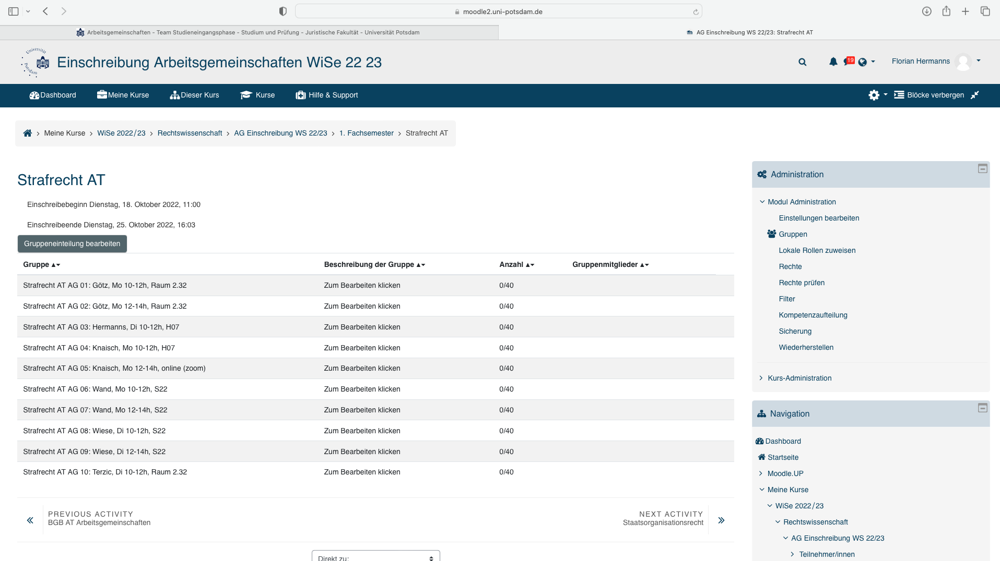 moodle2.uni-potsdam.de
Arbeitsgemeinschaften - Team Studieneingangsphase - Studium und Prüfung - Juristische Fakultät - Universität Potsdam
AG Einschreibung WS 22/23: Strafrecht AT
Universität Potsdam
Einschreibung Arbeitsgemeinschaften WiSe 22 23
19
Florian Hermanns
Dashboard
Meine Kurse
Dieser Kurs
Kurse
Hilfe & Support
Blöcke verbergen
Meine Kurse > WiSe 2022/23 > Rechtswissenschaft > AG Einschreibung WS 22/23 > 1. Fachsemester > Strafrecht AT
Strafrecht AT
Einschreibebeginn Dienstag, 18. Oktober 2022, 11:00
Einschreibeende Dienstag, 25. Oktober 2022, 16:03
Gruppeneinteilung bearbeiten
Gruppe Beschreibung der Gruppe Anzahl Gruppenmitglieder
Strafrecht AT AG 01: Götz, Mo 10-12h, Raum 2.32 Zum Bearbeiten klicken 0/40
Strafrecht AT AG 02: Götz, Mo 12-14h, Raum 2.32 Zum Bearbeiten klicken 0/40
Strafrecht AT AG 03: Hermanns, Di 10-12h, H07 Zum Bearbeiten klicken 0/40
Strafrecht AT AG 04: Knaisch, Mo 10-12h, H07 Zum Bearbeiten klicken 0/40
Strafrecht AT AG 05: Knaisch, Mo 12-14h, online (zoom) Zum Bearbeiten klicken 0/40
Strafrecht AT AG 06: Wand, Mo 10-12h, S22 Zum Bearbeiten klicken 0/40
Strafrecht AT AG 07: Wand, Mo 12-14h, S22 Zum Bearbeiten klicken 0/40
Strafrecht AT AG 08: Wiese, Di 10-12h, S22 Zum Bearbeiten klicken 0/40
Strafrecht AT AG 09: Wiese, Di 12-14h, S22 Zum Bearbeiten klicken 0/40
Strafrecht AT AG 10: Terzic, Di 10-12h, Raum 2.32 Zum Bearbeiten klicken 0/40
PREVIOUS ACTIVITY
BGB AT Arbeitsgemeinschaften
NEXT ACTIVITY
Staatsorganisationsrecht
Direkt zu:
Administration
Modul Administration
Einstellungen bearbeiten
Gruppen
Lokale Rollen zuweisen
Rechte
Rechte prüfen
Filter
Kompetenzaufteilung
Sicherung
Wiederherstellen
Kurs-Administration
Navigation
Dashboard
Startseite
Moodle.UP
Meine Kurse
WiSe 2022/23
Rechtswissenschaft
AG Einschreibung WS 22/23
Teilnehmer/innen